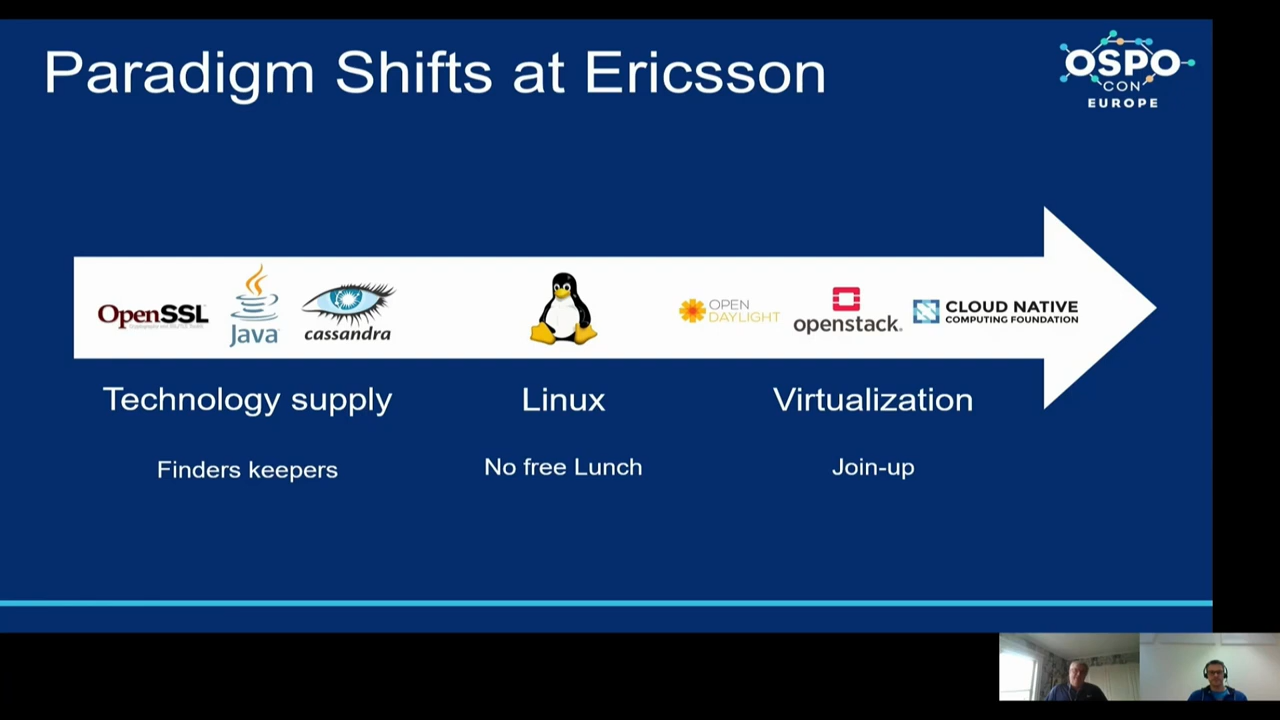 Paradigm Shifts at Ericsson
OSPO
CON
EUROPE
OpenSSL
Java
cassandra
OPEN
DAYLIGHT
openstack.
CLOUD NATIVE
COMPUTING FOUNDATION
Technology supply
Linux
Virtualization
Finders keepers
No free Lunch
Join-up